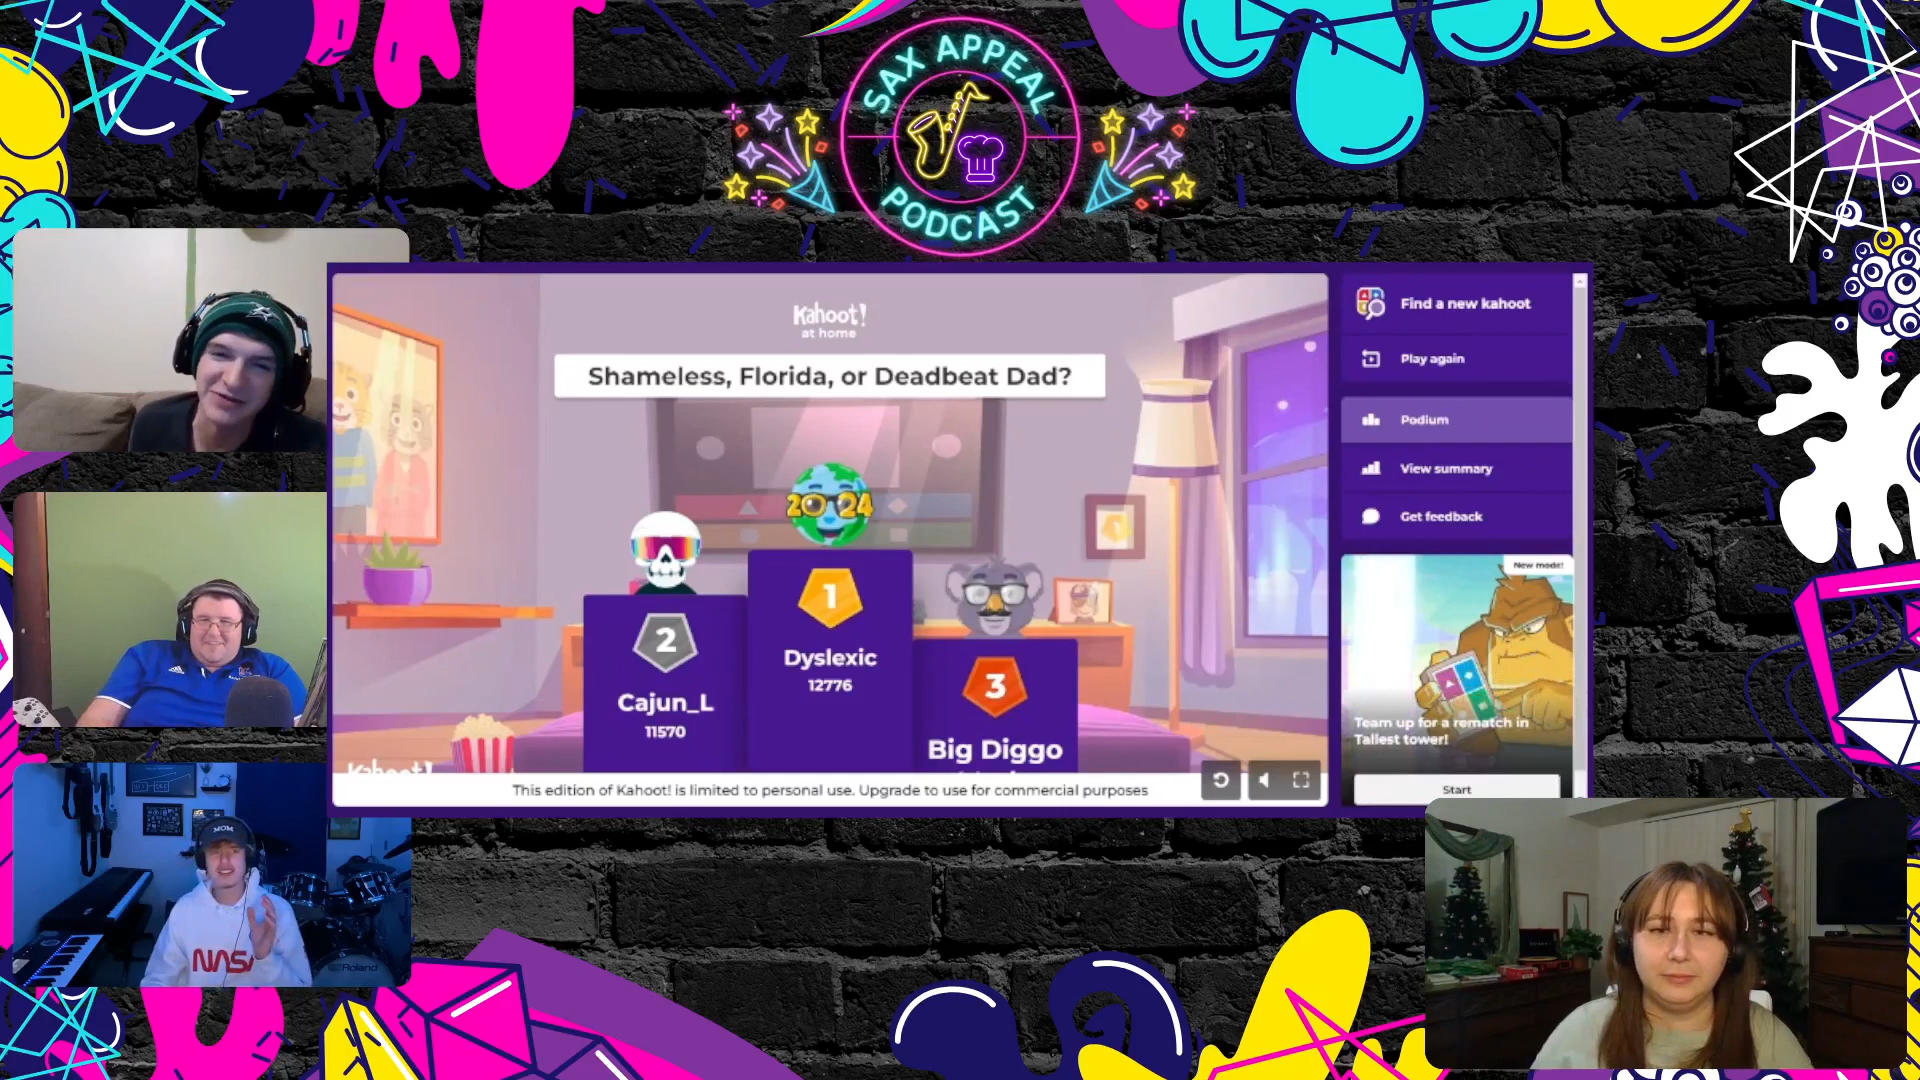 SAX APPEAL
PODCAST
Kahoot!
at home
Shameless, Florida, or Deadbeat Dad?
2024
1
Dyslexic
12776
2
Cajun_L
11570
3
Big Diggo
Kahoot!
This edition of Kahoot! is limited to personal use. Upgrade to use for commercial purposes
Find a new kahoot
Play again
Podium
View summary
Get feedback
New mode!
Team up for a rematch in
Tallest tower!
Start
MOM
NASA
Roland